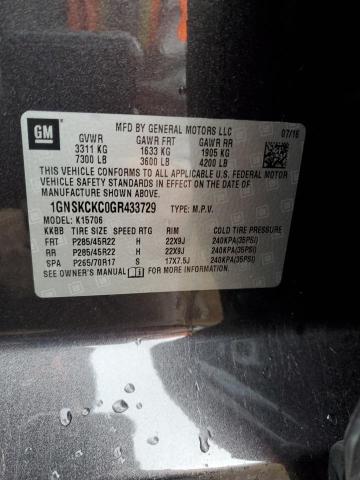 GM
MFD BY GENERAL MOTORS LLC 07/16
GVWR GAWR FRT GAWR RR
3311 KG 1633 KG 1905 KG
7300 LB 3600 LB 4200 LB
THIS VEHICLE CONFORMS TO ALL APPLICABLE U.S. FEDERAL MOTOR
VEHICLE SAFETY AND THEFT PREVENTION STANDARDS IN EFFECT ON THE
DATE OF MANUFACTURE SHOWN ABOVE.
1GNSKCKC0GR433729 TYPE: M.P.V.
MODEL: K15706
KKBB TIRE SIZE SPEED RTG RIM COLD TIRE PRESSURE
FRT P285/45R22 H 22X9J 240KPA(35PSI)
RR P285/45R22 H 22X9J 240KPA(35PSI)
SPA P265/70R17 S 17X7.5J 240KPA(35PSI)
SEE OWNER'S MANUAL FOR MORE INFORMATION.